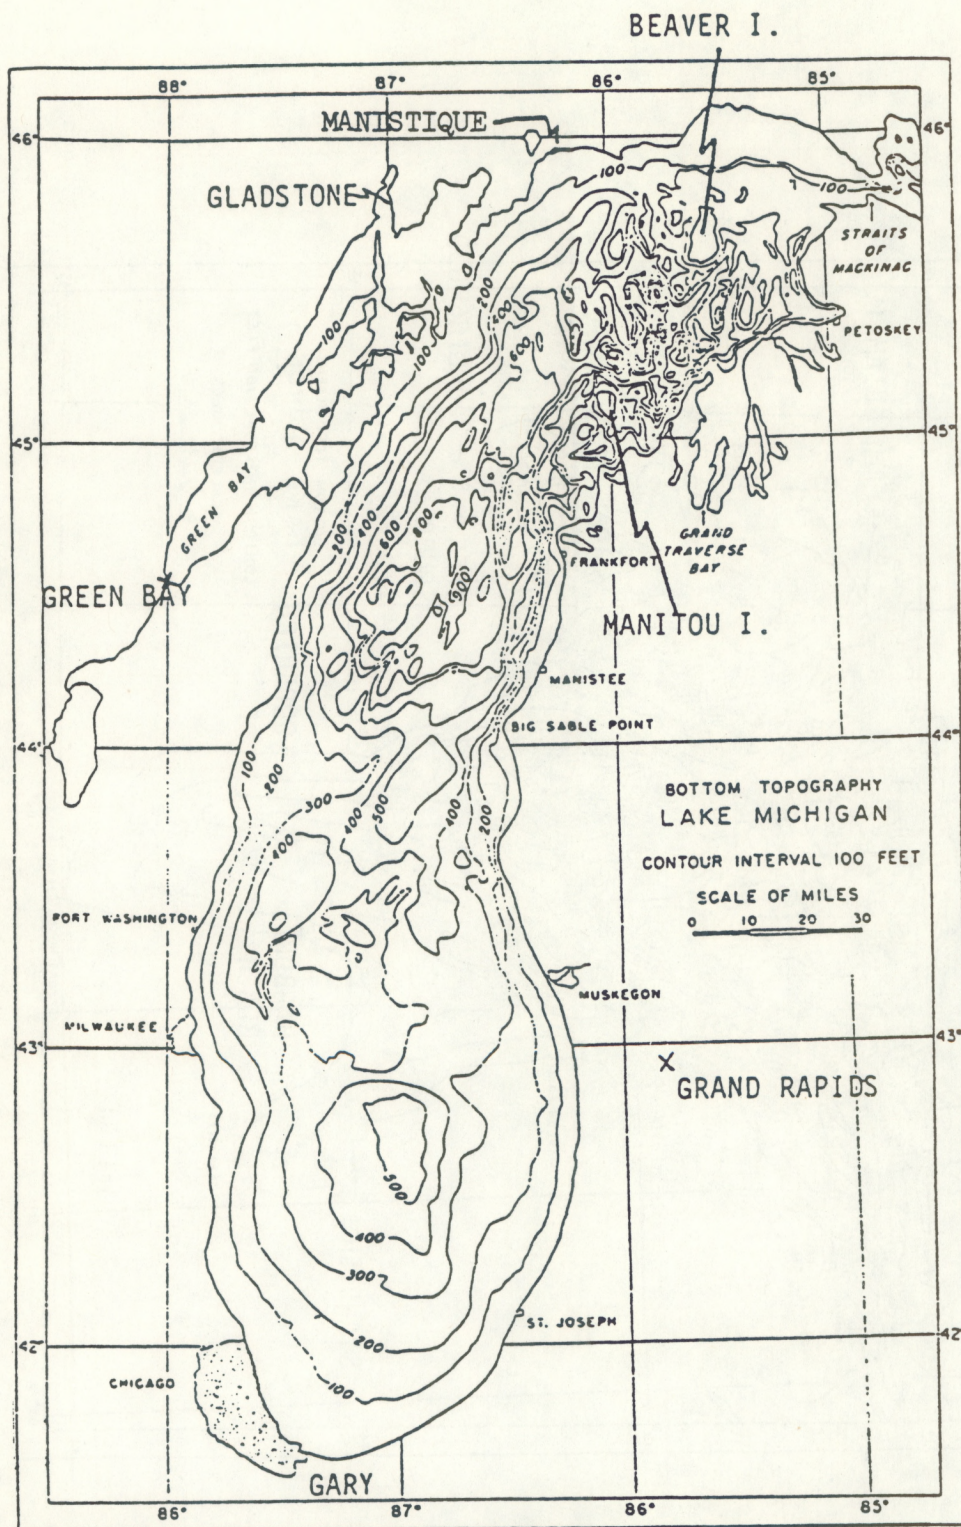 BEAVER I.
88°
87°
86°
85°
MANISTIQUE
46°
46°
GLADSTONE
100
100
STRAITS
OF
MACKINAC
200
400
600
100
100
PETOSKEY
45°
45°
GREEN BAY
200
400
600
800
900
GRAND
TRAVERSE
BAY
FRANKFORT
GREEN BAY
MANITOU I.
MANISTEE
BIG SABLE POINT
44°
44°
100
200
300
400
400
500
400
200
BOTTOM TOPOGRAPHY
LAKE MICHIGAN
CONTOUR INTERVAL 100 FEET
SCALE OF MILES
0 10 20 30
PORT WASHINGTON
MUSKEGON
MILWAUKEE
43°
43°
GRAND RAPIDS
500
400
300
ST. JOSEPH
200
42°
42°
CHICAGO
100
GARY
86°
87°
86°
85°